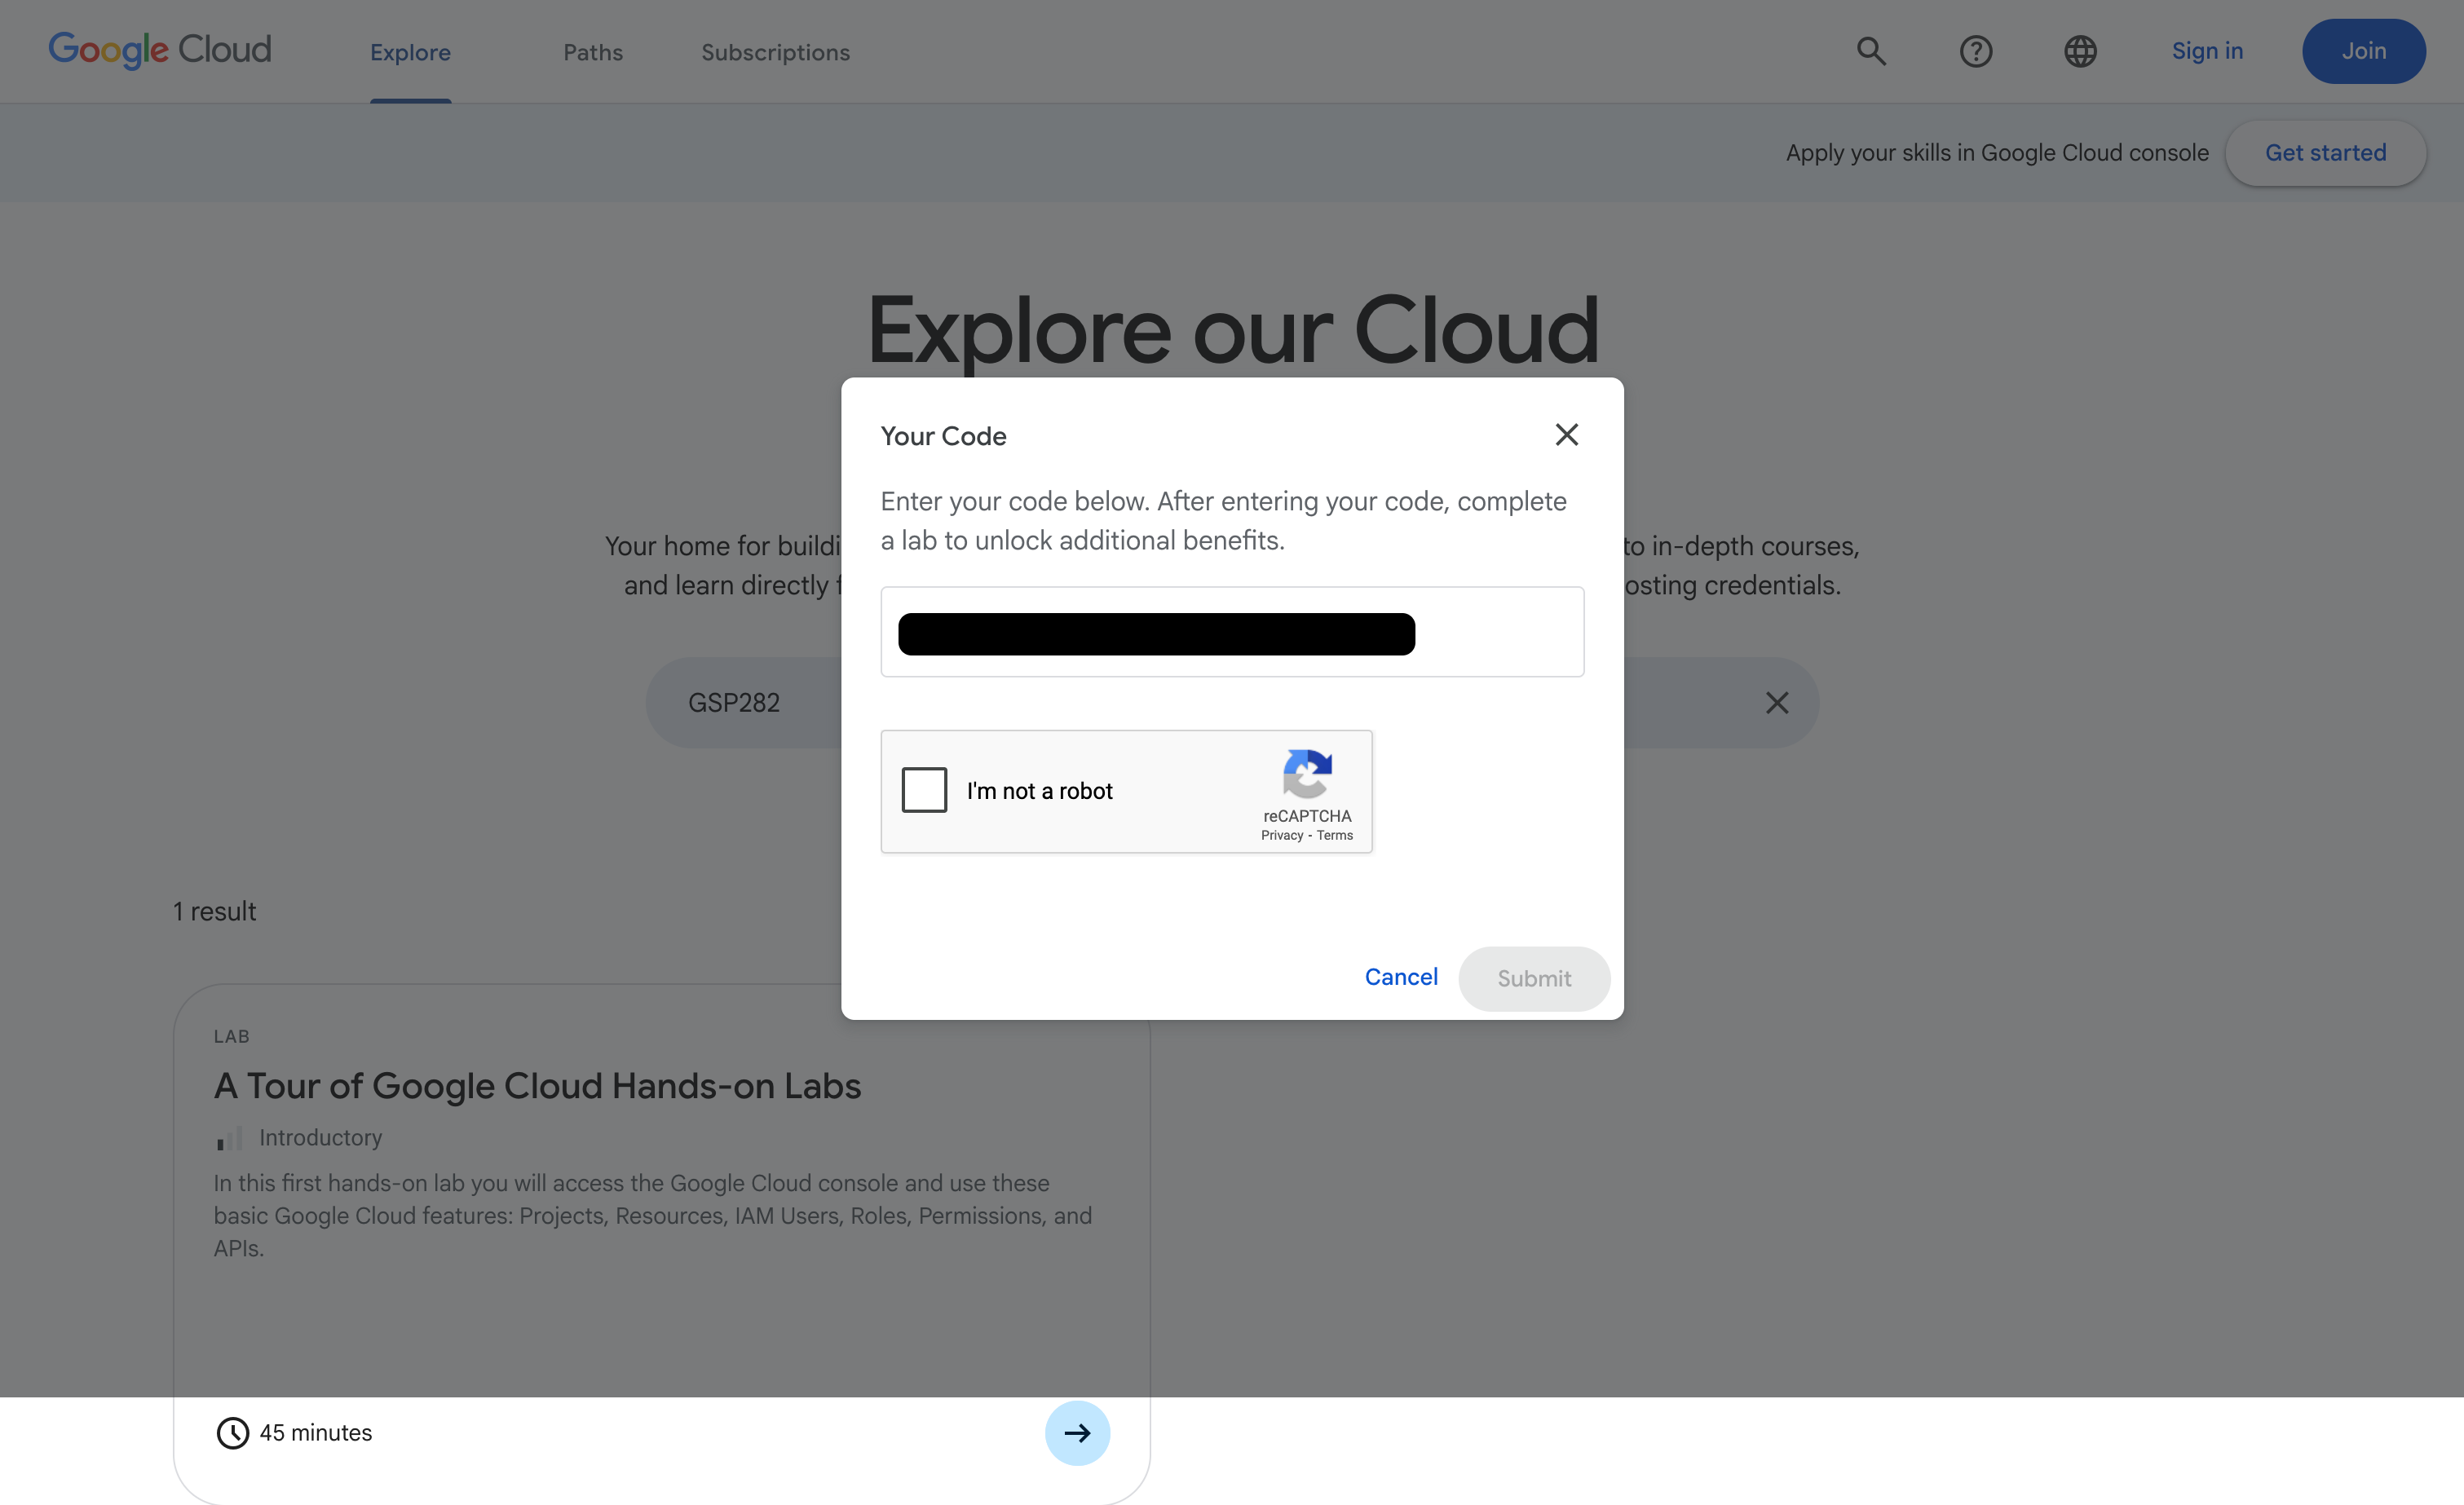 Google Cloud
Explore
Paths
Subscriptions
Sign in
Join
Apply your skills in Google Cloud console
Get started
Explore our Cloud
Your Code
Enter your code below. After entering your code, complete
a lab to unlock additional benefits.
Your home for
to in-depth courses,
and learn directly
credentials.
GSP282
I'm not a robot
reCAPTCHA
Privacy - Terms
1 result
Cancel
Submit
LAB
A Tour of Google Cloud Hands-on Labs
Introductory
In this first hands-on lab you will access the Google Cloud console and use these
basic Google Cloud features: Projects, Resources, IAM Users, Roles, Permissions, and
APIs.
45 minutes